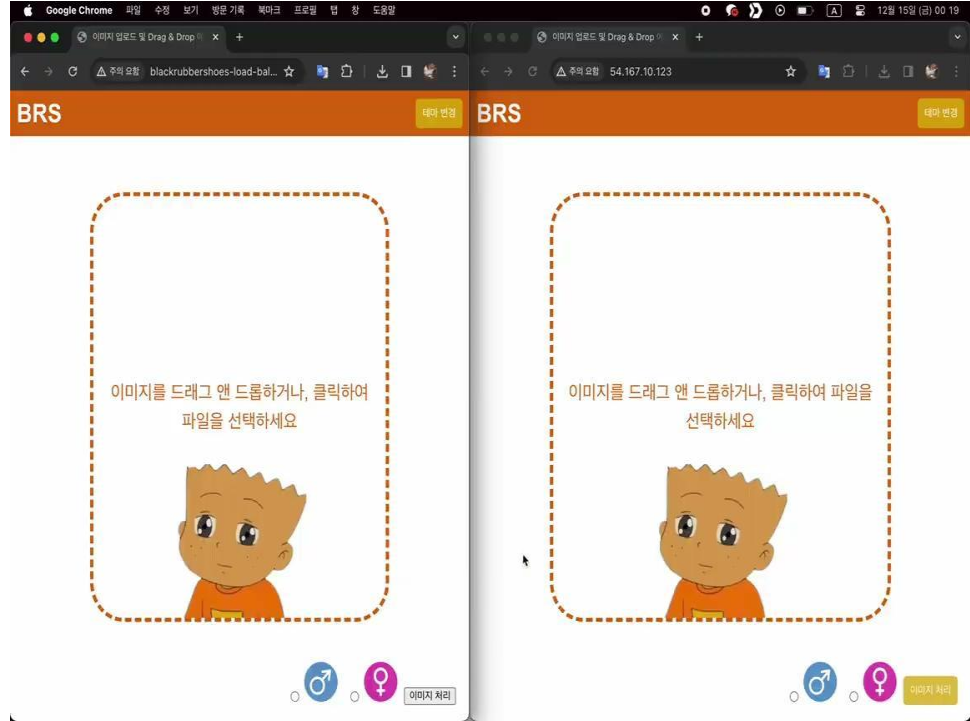 Google Chrome 파일 수정 보기 방문 기록 북마크 프로필 탭 창 도움말 A 12월 15일 (금) 00 19
이미지 업로드 및 Drag & Drop
주의 요함 blackrubbershoes-load-bal...
BRS
테마 변경
이미지를 드래그 앤 드롭하거나, 클릭하여
파일을 선택하세요
이미지 처리
이미지 업로드 및 Drag & Drop
주의 요함 54.167.10.123
BRS
테마 변경
이미지를 드래그 앤 드롭하거나, 클릭하여 파일을
선택하세요
이미지 처리